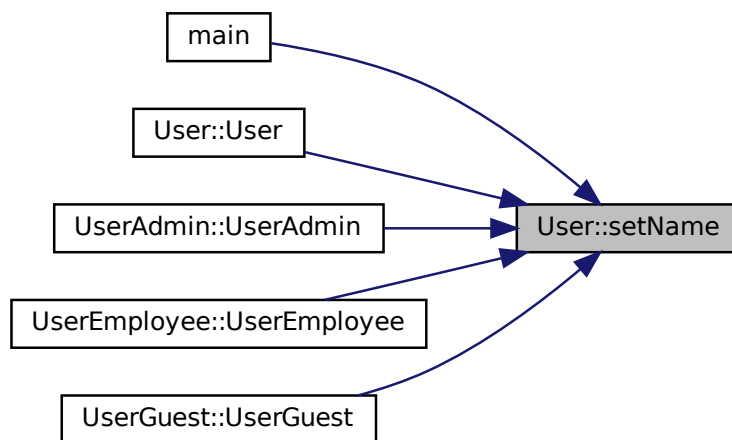 main
User::User
UserAdmin::UserAdmin
User::setName
UserEmployee::UserEmployee
UserGuest::UserGuest